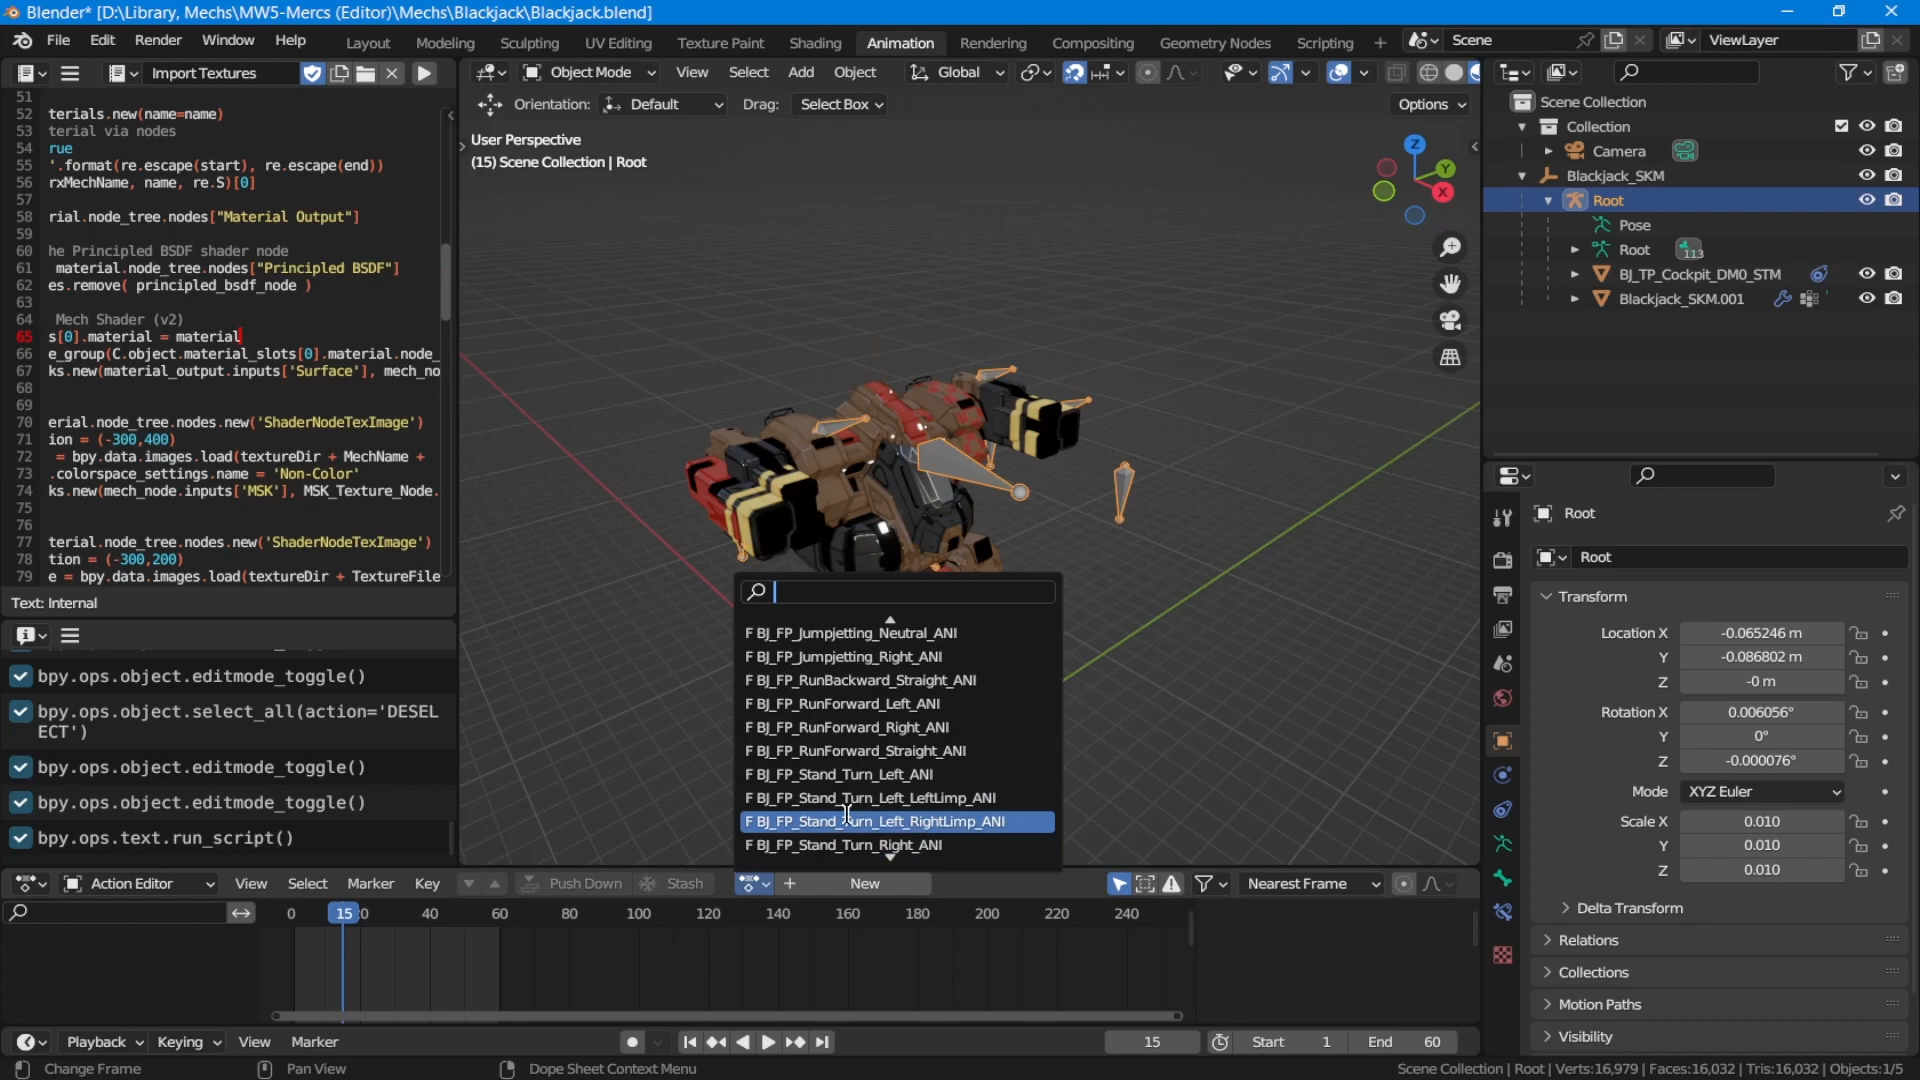 Blender* [D:\Library, Mechs\MW5-Mercs (Editor)\Mechs\Blackjack\Blackjack.blend]
File Edit Render Window Help
Layout Modeling Sculpting UV Editing Texture Paint Shading Animation Rendering Compositing Geometry Nodes Scripting +
Scene
ViewLayer
Import Textures
51
52 terials.new(name=name)
53 terial via nodes
54 rue
55 '.format(re.escape(start), re.escape(end))
56 rxMechName, name, re.S)[0]
57
58 rial.node_tree.nodes["Material Output"]
59
60 he Principled BSDF shader node
61 material.node_tree.nodes["Principled BSDF"]
62 es.remove( principled_bsdf_node )
63
64 Mech Shader (v2)
65 s[0].material = material
66 e_group(C.object.material_slots[0].material.node_
67 ks.new(material_output.inputs['Surface'], mech_no
68
69
70 erial.node_tree.nodes.new('ShaderNodeTexImage')
71 ion = (-300,400)
72 = bpy.data.images.load(textureDir + MechName +
73 .colorspace_settings.name = 'Non-Color'
74 ks.new(mech_node.inputs['MSK'], MSK_Texture_Node.
75
76
77 terial.node_tree.nodes.new('ShaderNodeTexImage')
78 tion = (-300,200)
79 e = bpy.data.images.load(textureDir + TextureFile
Text: Internal
bpy.ops.object.editmode_toggle()
bpy.ops.object.select_all(action='DESEL
ECT')
bpy.ops.object.editmode_toggle()
bpy.ops.object.editmode_toggle()
bpy.ops.text.run_script()
Object Mode View Select Add Object Global
Orientation: Default Drag: Select Box Options
User Perspective
(15) Scene Collection | Root
Z
Y
X
F BJ_FP_Jumpjetting_Neutral_ANI
F BJ_FP_Jumpjetting_Right_ANI
F BJ_FP_RunBackward_Straight_ANI
F BJ_FP_RunForward_Left_ANI
F BJ_FP_RunForward_Right_ANI
F BJ_FP_RunForward_Straight_ANI
F BJ_FP_Stand_Turn_Left_ANI
F BJ_FP_Stand_Turn_Left_LeftLimp_ANI
F BJ_FP_Stand_Turn_Left_RightLimp_ANI
F BJ_FP_Stand_Turn_Right_ANI
Scene Collection
Collection
Camera
Blackjack_SKM
Root
Pose
Root 113
BJ_TP_Cockpit_DM0_STM
Blackjack_SKM.001
Root
Root
Transform
Location X -0.065246 m
Y -0.086802 m
Z -0 m
Rotation X 0.006056°
Y 0°
Z -0.000076°
Mode XYZ Euler
Scale X 0.010
Y 0.010
Z 0.010
Delta Transform
Relations
Collections
Motion Paths
Visibility
Action Editor View Select Marker Key Push Down Stash + New Nearest Frame
0 15 0 40 60 80 100 120 140 160 180 200 220 240
Playback Keying View Marker 15 Start 1 End 60
Change Frame Pan View Dope Sheet Context Menu Scene Collection | Root | Verts:16,979 | Faces:16,032 | Tris:16,032 | Objects:1/5